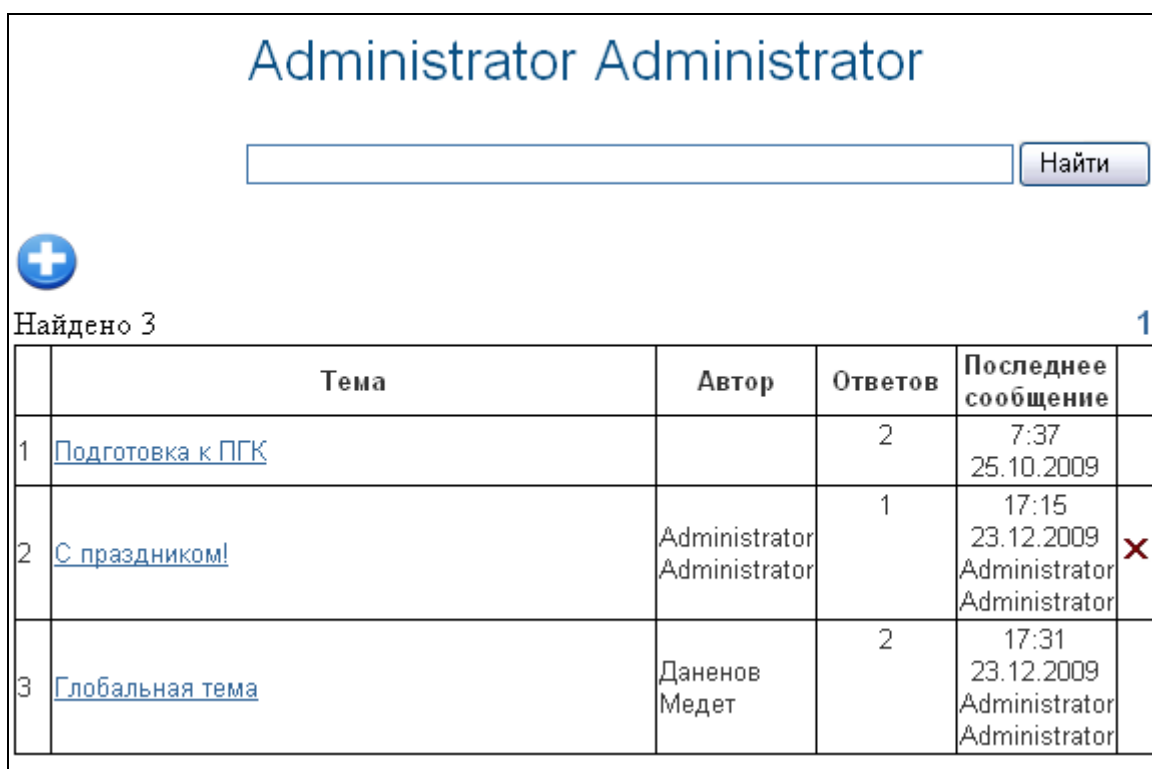 Administrator Administrator
Найти
Найдено 3 1
Тема Автор Ответов Последнее сообщение
1 Подготовка к ПГК 2 7:37 25.10.2009
2 С праздником! Administrator Administrator 1 17:15 23.12.2009 Administrator Administrator
3 Глобальная тема Даненов Медет 2 17:31 23.12.2009 Administrator Administrator